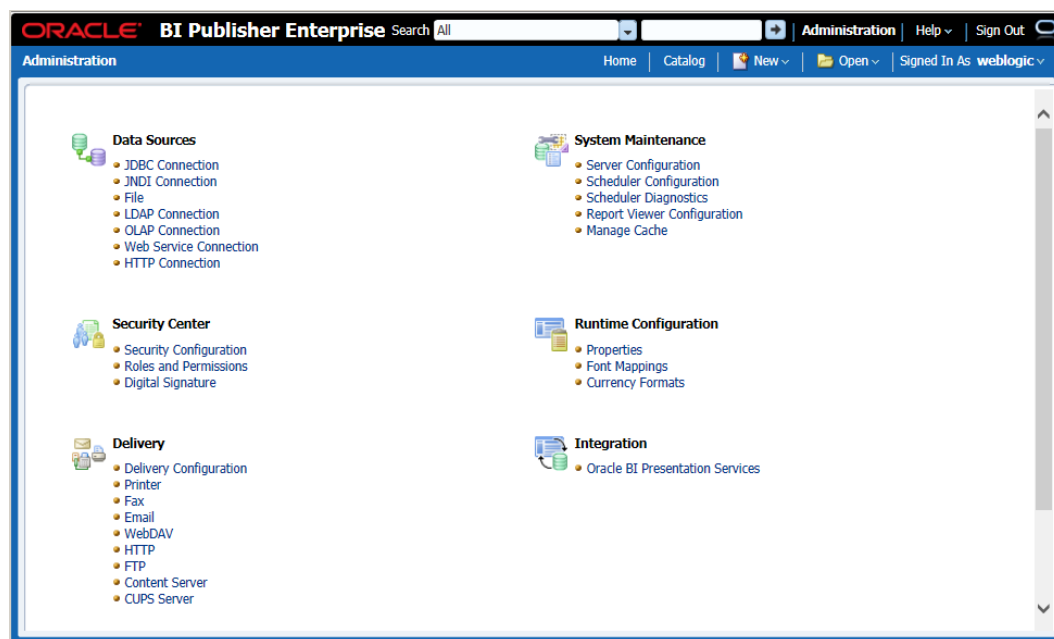 ORACLE BI Publisher Enterprise Search All Administration Help Sign Out
Administration Home Catalog New Open Signed In As weblogic
Data Sources
JDBC Connection
JNDI Connection
File
LDAP Connection
OLAP Connection
Web Service Connection
HTTP Connection
System Maintenance
Server Configuration
Scheduler Configuration
Scheduler Diagnostics
Report Viewer Configuration
Manage Cache
Security Center
Security Configuration
Roles and Permissions
Digital Signature
Runtime Configuration
Properties
Font Mappings
Currency Formats
Delivery
Delivery Configuration
Printer
Fax
Email
WebDAV
HTTP
FTP
Content Server
CUPS Server
Integration
Oracle BI Presentation Services